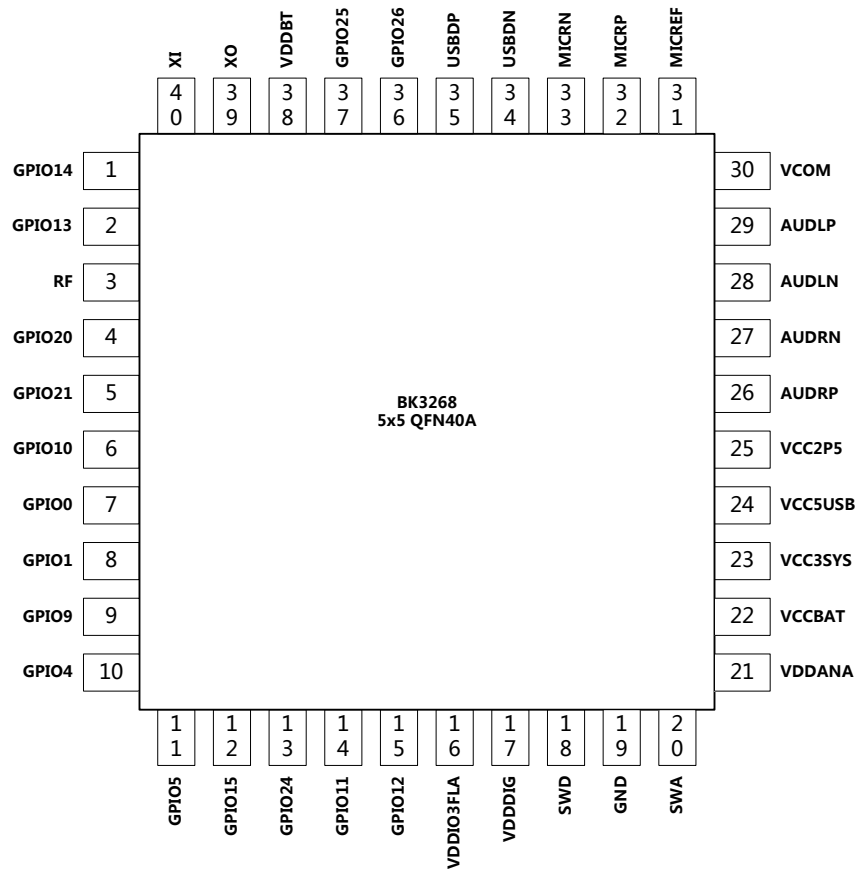 XI
XO
VDDBT
GPIO25
GPIO26
USBDP
USBDN
MICRN
MICRP
MICREF
40
39
38
37
36
35
34
33
32
31
GPIO14 1
GPIO13 2
RF 3
GPIO20 4
GPIO21 5
GPIO10 6
GPIO0 7
GPIO1 8
GPIO9 9
GPIO4 10
BK3268
5x5 QFN40A
30 VCOM
29 AUDLP
28 AUDLN
27 AUDRN
26 AUDRP
25 VCC2P5
24 VCC5USB
23 VCC3SYS
22 VCCBAT
21 VDDANA
11
12
13
14
15
16
17
18
19
20
GPIO5
GPIO15
GPIO24
GPIO11
GPIO12
VDDIO3FLA
VDDDIG
SWD
GND
SWA